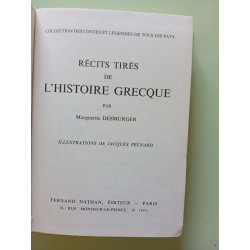 COLLECTION DES CONTES ET LÉGENDES DE TOUS LES PAYS
RÉCITS TIRÉS
DE
L'HISTOIRE GRECQUE
PAR
Marguerite DESMURGER
ILLUSTRATIONS DE JACQUES PECNARD
FERNAND NATHAN, ÉDITEUR - PARIS
RUE MONSIEUR-LE-PRINCE,